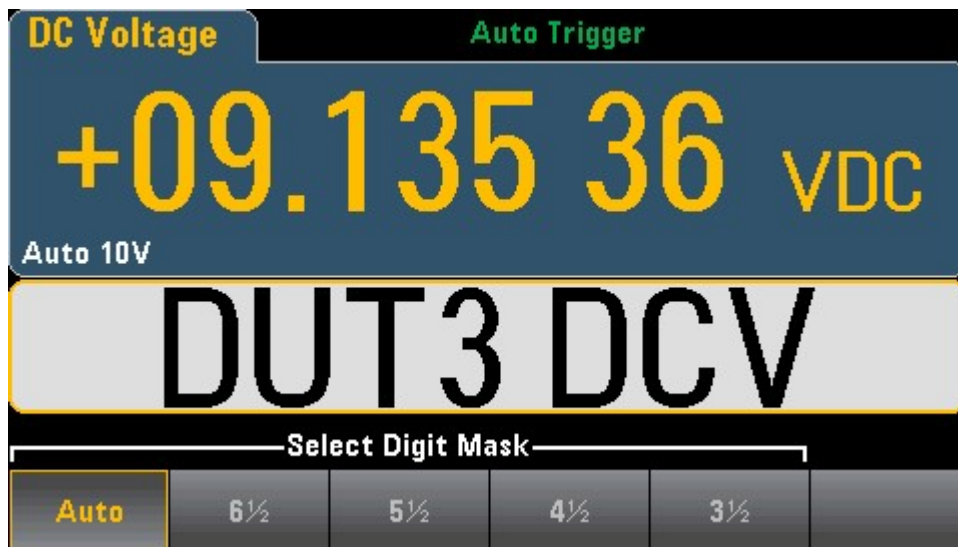 DC Voltage
Auto Trigger
+09.135 36 VDC
Auto 10V
DUT3 DCV
Select Digit Mask
Auto 6½ 5½ 4½ 3½